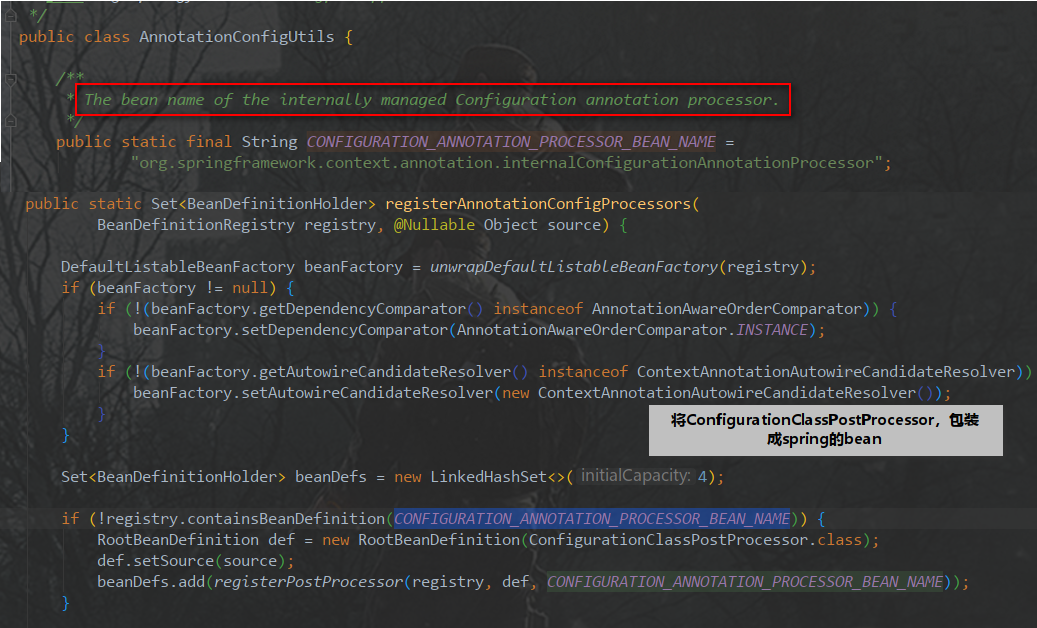 */
public class AnnotationConfigUtils {
/**
* The bean name of the internally managed Configuration annotation processor.
*/
public static final String CONFIGURATION_ANNOTATION_PROCESSOR_BEAN_NAME =
"org.springframework.context.annotation.internalConfigurationAnnotationProcessor";
public static Set<BeanDefinitionHolder> registerAnnotationConfigProcessors(
BeanDefinitionRegistry registry, @Nullable Object source) {
DefaultListableBeanFactory beanFactory = unwrapDefaultListableBeanFactory(registry);
if (beanFactory != null) {
if (!(beanFactory.getDependencyComparator() instanceof AnnotationAwareOrderComparator)) {
beanFactory.setDependencyComparator(AnnotationAwareOrderComparator.INSTANCE);
}
if (!(beanFactory.getAutowireCandidateResolver() instanceof ContextAnnotationAutowireCandidateResolver))
beanFactory.setAutowireCandidateResolver(new ContextAnnotationAutowireCandidateResolver());
}
}
将ConfigurationClassPostProcessor，包装
成spring的bean
Set<BeanDefinitionHolder> beanDefs = new LinkedHashSet<>( initialCapacity: 4);
if (!registry.containsBeanDefinition(CONFIGURATION_ANNOTATION_PROCESSOR_BEAN_NAME)) {
RootBeanDefinition def = new RootBeanDefinition(ConfigurationClassPostProcessor.class);
def.setSource(source);
beanDefs.add(registerPostProcessor(registry, def, CONFIGURATION_ANNOTATION_PROCESSOR_BEAN_NAME));
}